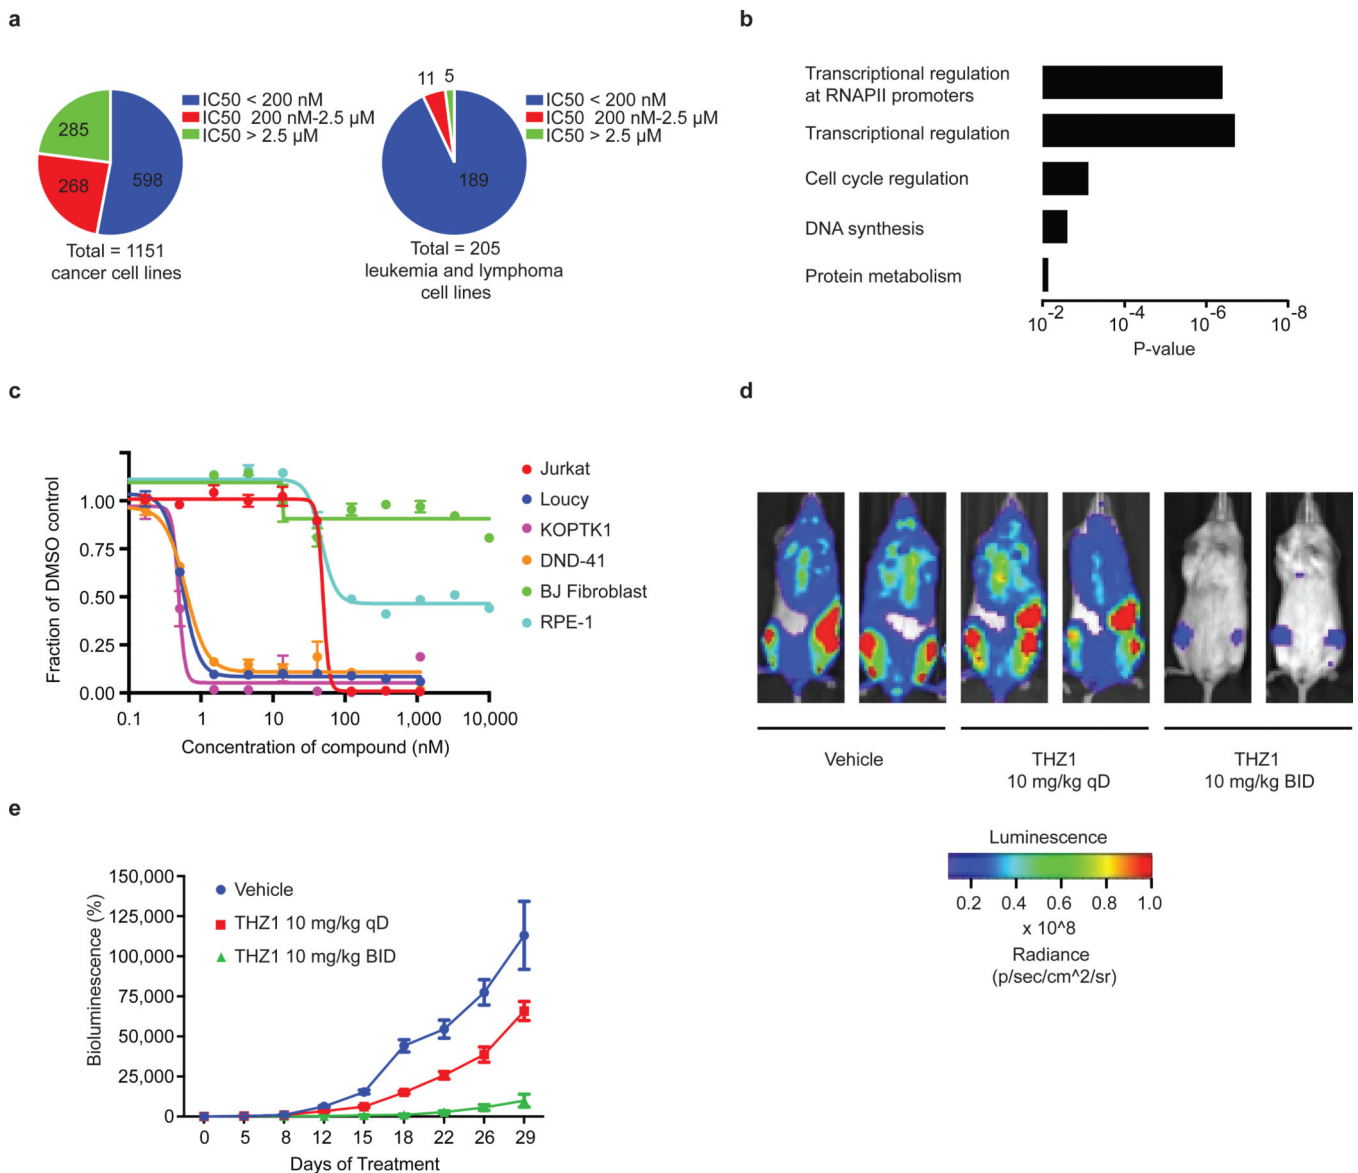 a
285
268
598
IC50 < 200 nM
IC50 200 nM-2.5 µM
IC50 > 2.5 µM
Total = 1151
cancer cell lines
11
5
189
IC50 < 200 nM
IC50 200 nM-2.5 µM
IC50 > 2.5 µM
Total = 205
leukemia and lymphoma
cell lines
b
Transcriptional regulation
at RNAPII promoters
Transcriptional regulation
Cell cycle regulation
DNA synthesis
Protein metabolism
10-2 10-4 10-6 10-8
P-value
c
Fraction of DMSO control
1.00
0.75
0.50
0.25
0.00
0.1 1 10 100 1,000 10,000
Concentration of compound (nM)
Jurkat
Loucy
KOPTK1
DND-41
BJ Fibroblast
RPE-1
d
Vehicle
THZ1
10 mg/kg qD
THZ1
10 mg/kg BID
Luminescence
0.2 0.4 0.6 0.8 1.0
x 10^8
Radiance
(p/sec/cm^2/sr)
e
Bioluminescence (%)
150,000
125,000
100,000
75,000
50,000
25,000
0
Vehicle
THZ1 10 mg/kg qD
THZ1 10 mg/kg BID
0 5 8 12 15 18 22 26 29
Days of Treatment